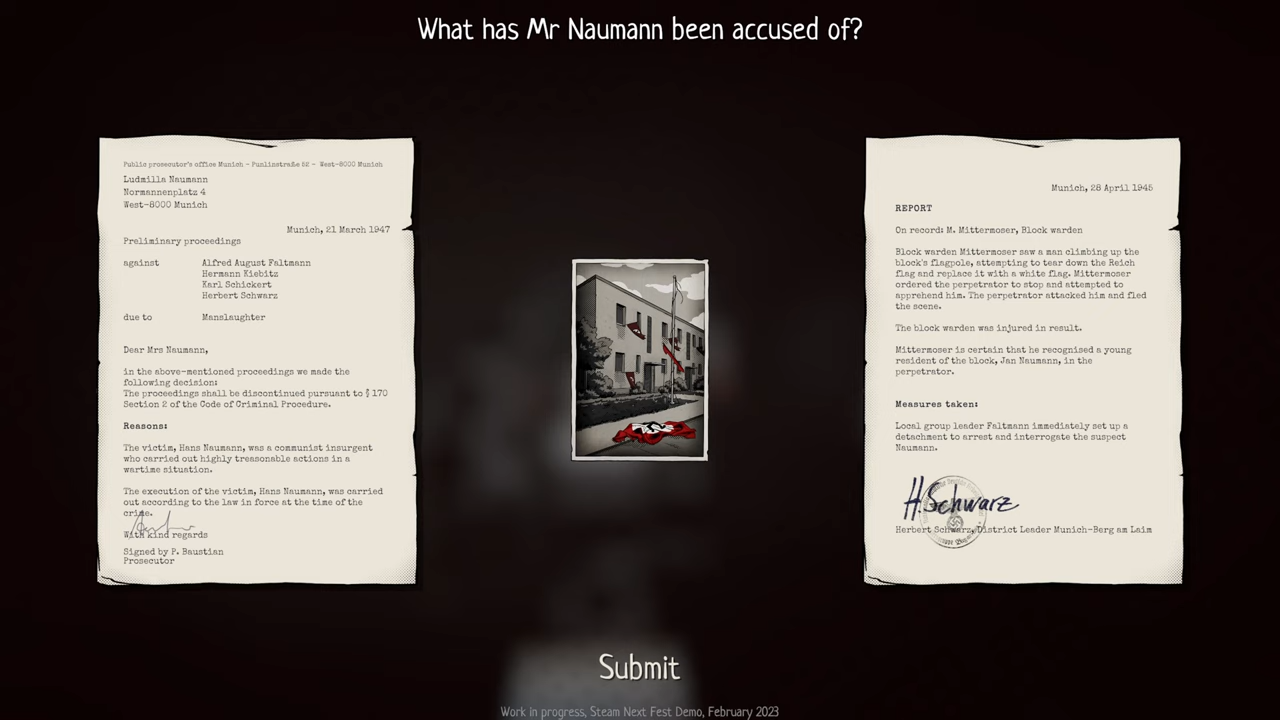 What has Mr Naumann been accused of?
Public prosecutor's office Munich - Punlinstraße 52 - West-8000 Munich
Ludmilla Naumann
Normannenplatz 4
West-8000 Munich
Munich, 21 March 1947
Preliminary proceedings
against Alfred August Faltmann
Hermann Kiebitz
Karl Schickert
Herbert Schwarz
due to Manslaughter
Dear Mrs Naumann,
in the above-mentioned proceedings we made the
following decision:
The proceedings shall be discontinued pursuant to § 170
Section 2 of the Code of Criminal Procedure.
Reasons:
The victim, Hans Naumann, was a communist insurgent
who carried out highly treasonable actions in a
wartime situation.
The execution of the victim, Hans Naumann, was carried
out according to the law in force at the time of the
crime.
With kind regards
Signed by P. Baustian
Prosecutor
Munich, 28 April 1945
REPORT
On record: M. Mittermoser, Block warden
Block warden Mittermoser saw a man climbing up the
block's flagpole, attempting to tear down the Reich
flag and replace it with a white flag. Mittermoser
ordered the perpetrator to stop and attempted to
apprehend him. The perpetrator attacked him and fled
the scene.
The block warden was injured in result.
Mittermoser is certain that he recognised a young
resident of the block, Jan Naumann, in the
perpetrator.
Measures taken:
Local group leader Faltmann immediately set up a
detachment to arrest and interrogate the suspect
Naumann.
H. Schwarz
Herbert Schwarz, District Leader Munich-Berg am Laim
Submit
Work in progress, Steam Next Fest Demo, February 2023